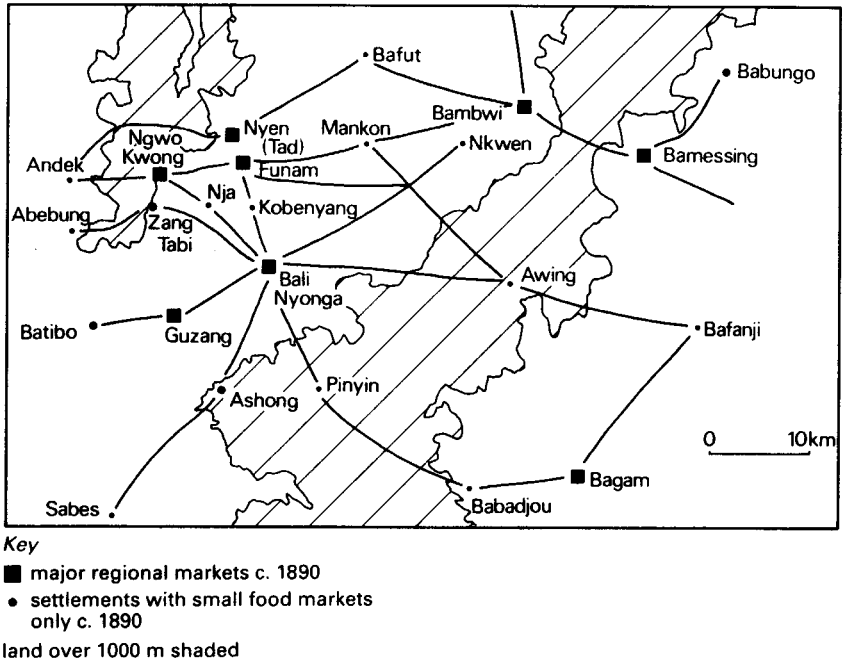 Bafut
Babungo
Bambwi
Nyen
(Tad)
Mankon
Nkwen
Ngwo
Kwong
Funam
Bamessing
Andek
Nja
Kobenyang
Abebung
Zang
Tabi
Bali
Nyonga
Awing
Batibo
Guzang
Bafanji
Ashong
Pinyin
0 10km
Bagam
Babadjou
Sabes
Key
major regional markets c. 1890
settlements with small food markets
only c. 1890
land over 1000 m shaded